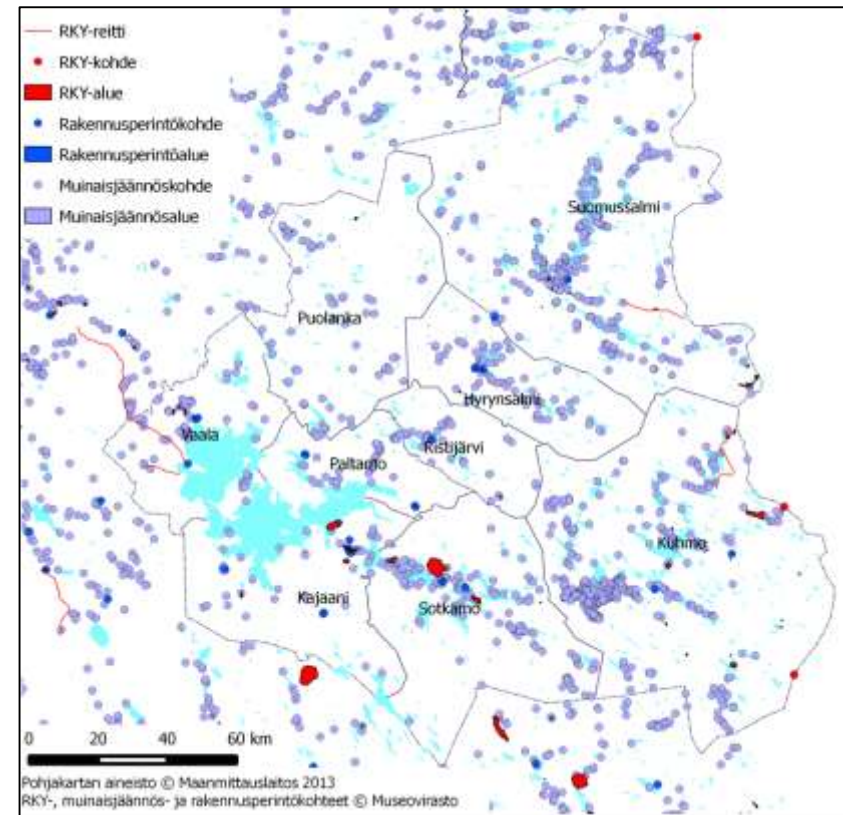 RKY-reitti
RKY-kohde
RKY-alue
Rakennusperintökohde
Rakennusperintöalue
Muinaisjäännöskohde
Muinaisjäännösalue
Suomussalmi
Puolanka
Hyrynsalmi
Vaala
Ristijärvi
Paltamo
Kuhmo
Kajaani
Sotkamo
0 20 40 60 km
Pohjakartan aineisto © Maanmittauslaitos 2013
RKY-, muinaisjäännös- ja rakennusperintökohteet © Museovirasto